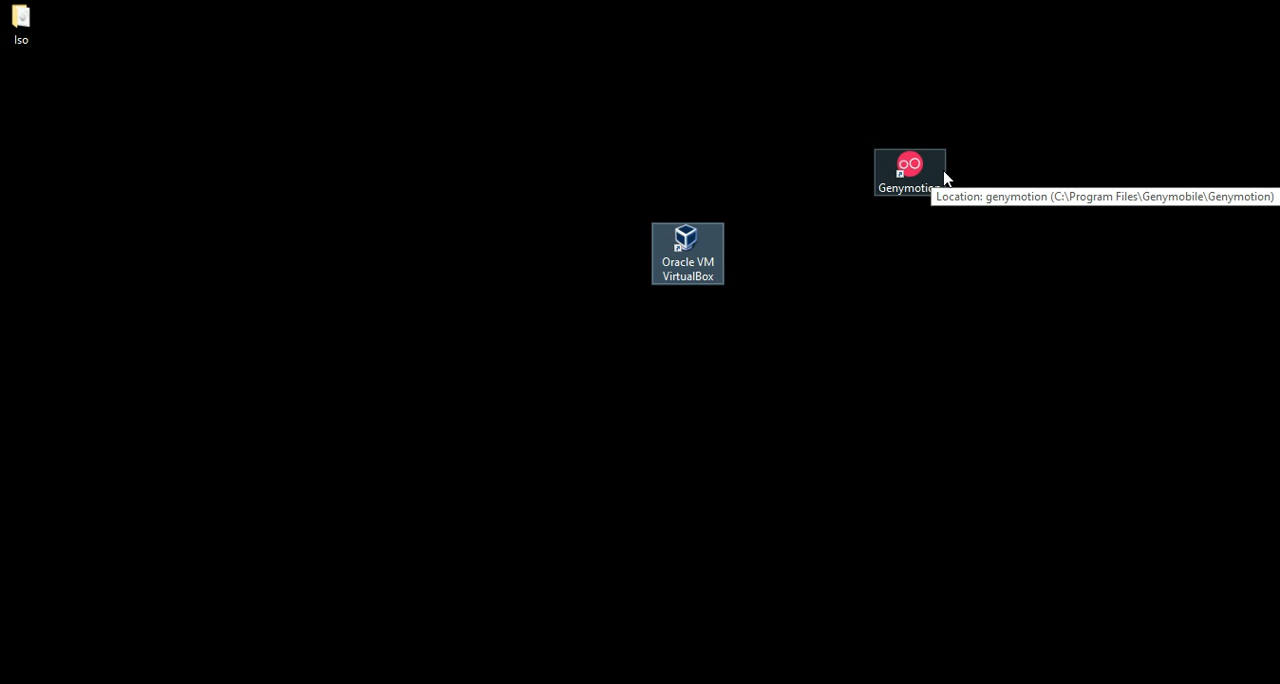 Iso
Genymotion
Location: genymotion (C:\Program Files\Genymobile\Genymotion)
Oracle VM
VirtualBox